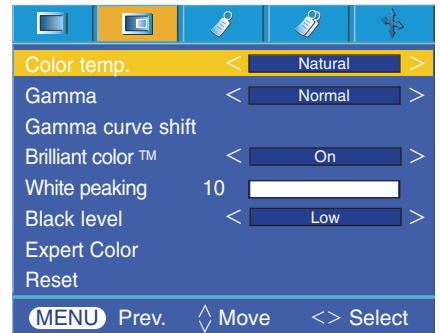 Color temp. < Natural >
Gamma < Normal >
Gamma curve shift
Brilliant color ™ < On >
White peaking 10
Black level < Low >
Expert Color
Reset
MENU Prev. Move <> Select